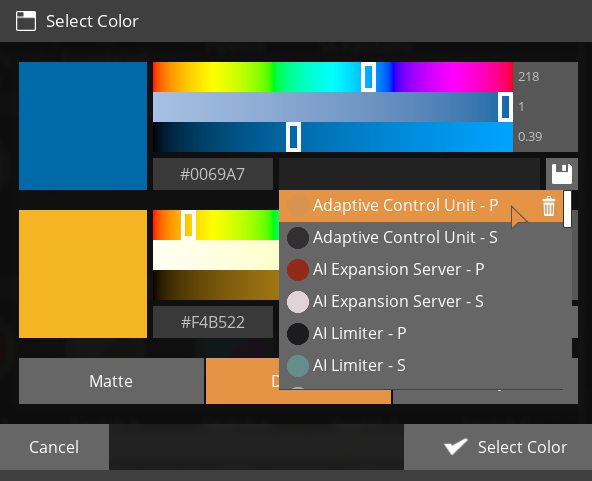 Select Color
218
1
0.39
#0069A7
Adaptive Control Unit - P
Adaptive Control Unit - S
AI Expansion Server - P
AI Expansion Server - S
#F4B522
AI Limiter - P
AI Limiter - S
Matte
Cancel
Select Color